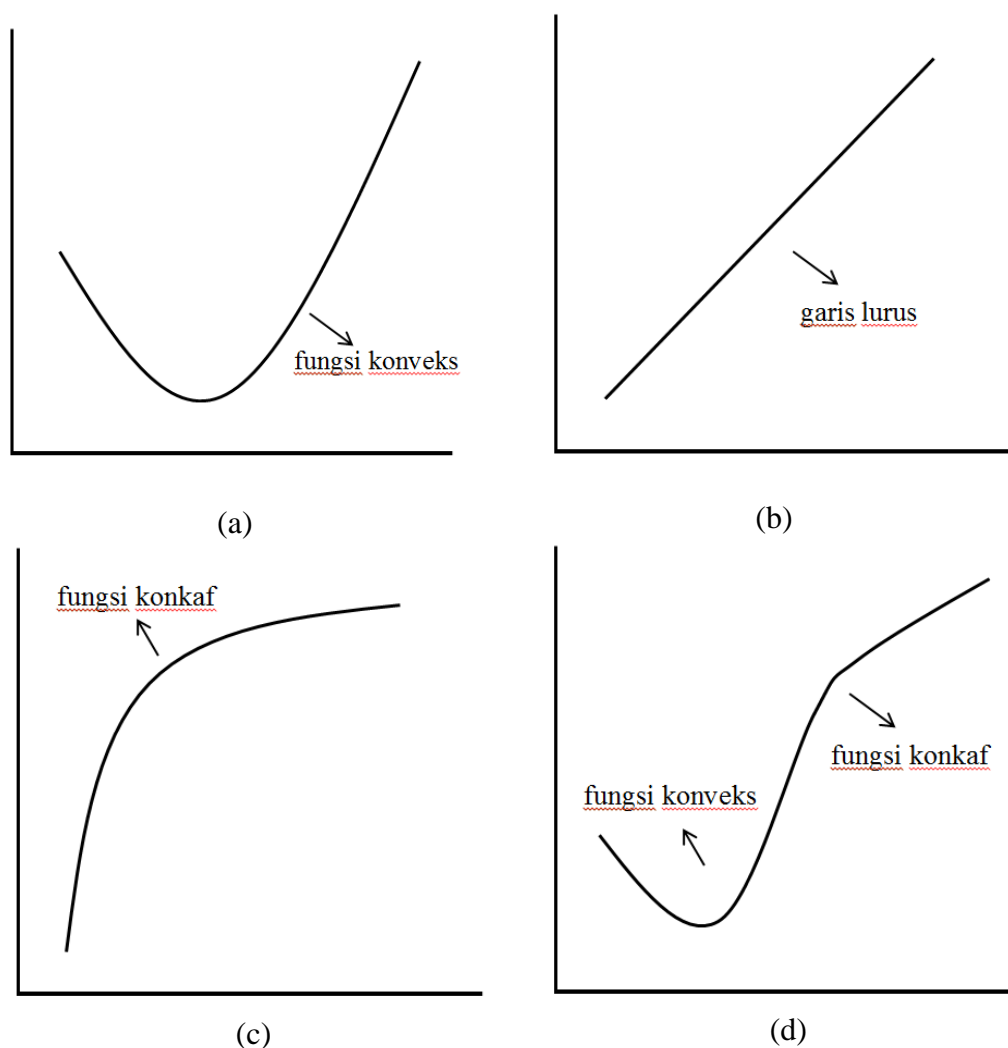 fungsi konveks
garis lurus
(a)
(b)
fungsi konkaf
fungsi konkaf
fungsi konveks
(c)
(d)